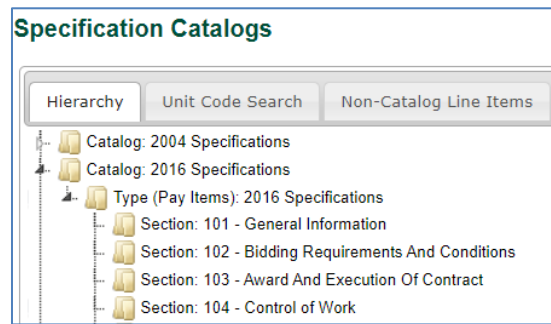 Specification Catalogs
Hierarchy Unit Code Search Non-Catalog Line Items
Catalog: 2004 Specifications
Catalog: 2016 Specifications
Type (Pay Items): 2016 Specifications
Section: 101 - General Information
Section: 102 - Bidding Requirements And Conditions
Section: 103 - Award And Execution Of Contract
Section: 104 - Control of Work